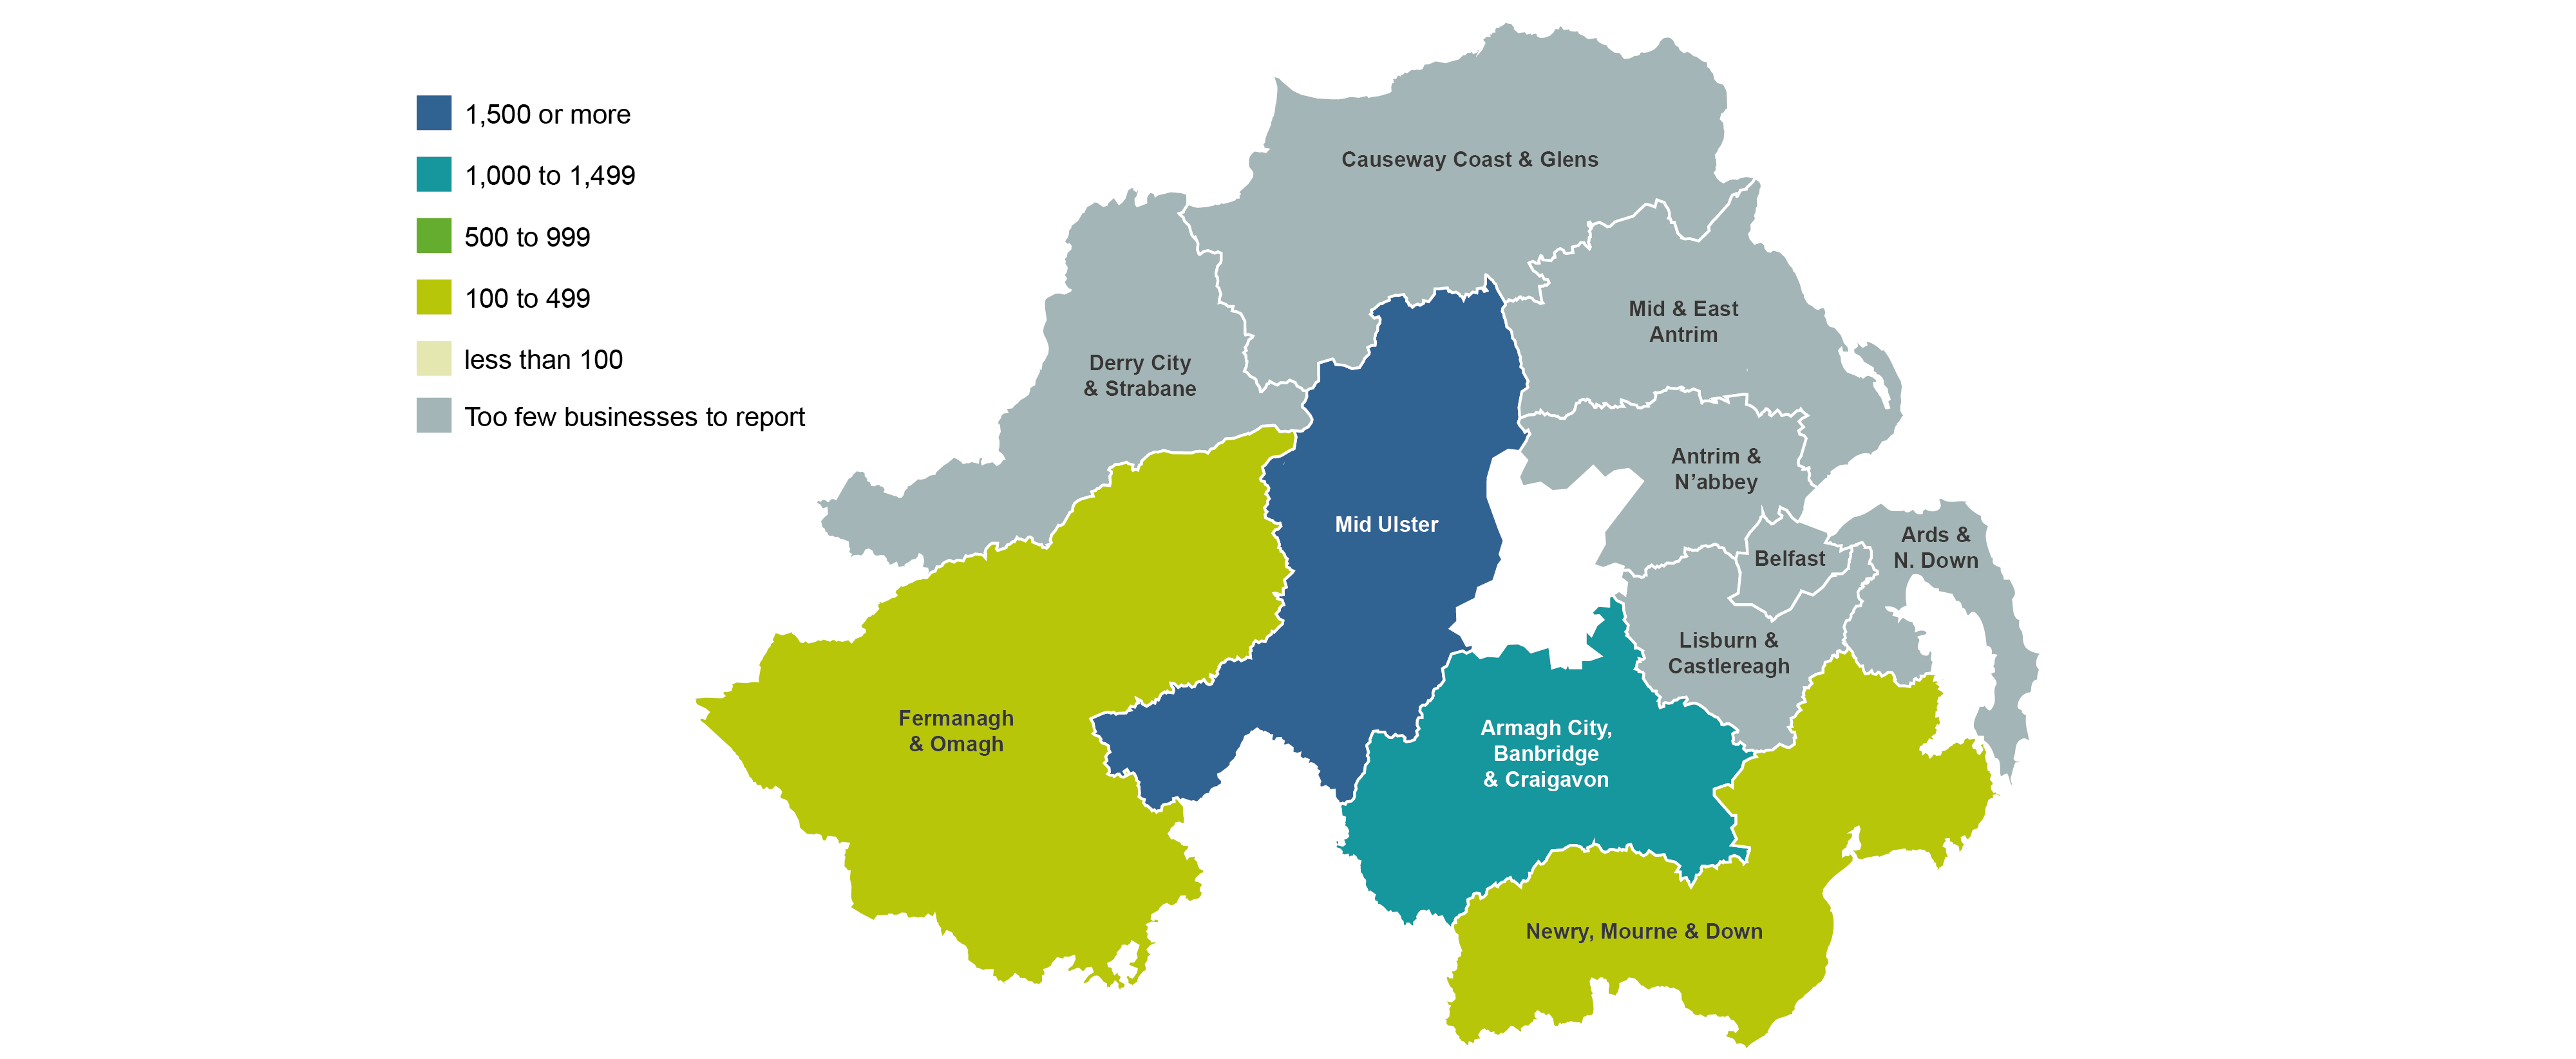 1,500 or more
1,000 to 1,499
500 to 999
100 to 499
less than 100
Too few businesses to report
Causeway Coast & Glens
Mid & East
Antrim
Derry City
& Strabane
Antrim &
N’abbey
Mid Ulster
Ards &
N. Down
Belfast
Lisburn &
Castlereagh
Fermanagh
& Omagh
Armagh City,
Banbridge
& Craigavon
Newry, Mourne & Down